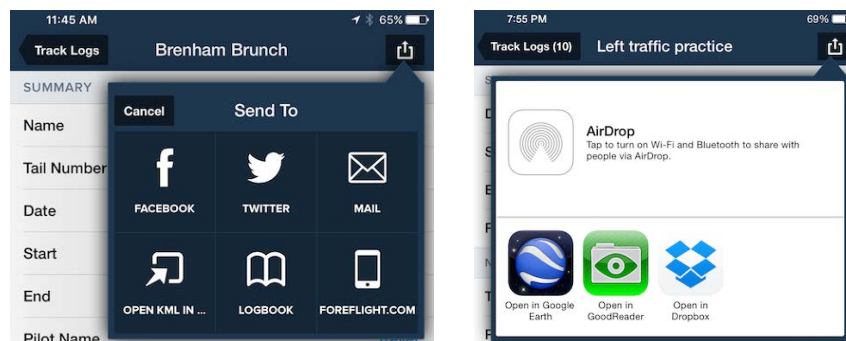 11:45 AM
65%
Track Logs
Brenham Brunch
SUMMARY
Cancel
Send To
Name
Tail Number
Date
Start
End
Pilot Name
FACEBOOK
TWITTER
MAIL
OPEN KML IN ...
LOGBOOK
FOREFLIGHT.COM
7:55 PM
69%
Track Logs (10)
Left traffic practice
AirDrop
Tap to turn on Wi-Fi and Bluetooth to share with
people via AirDrop.
Open in Google
Earth
Open in
GoodReader
Open in
Dropbox